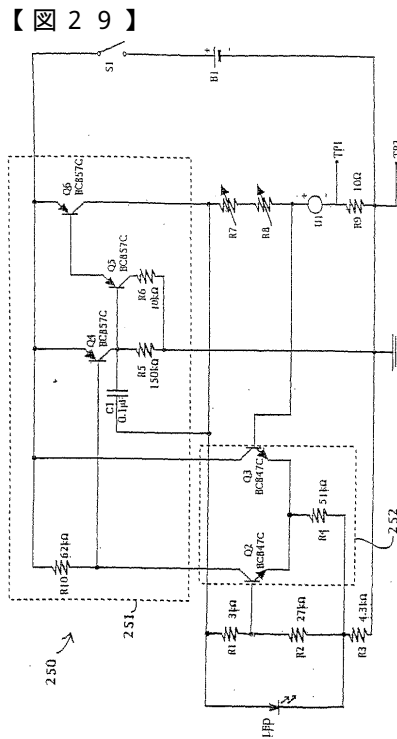 【図２９】
S1
B1
+
-
Q6
BC857C
Q5
BC857C
R6
10kΩ
Q4
BC857C
R5
150kΩ
C1
0.1μF
R10
62kΩ
251
250
R7
R8
+
-
U1
TP1
R9
10Ω
Q3
BC847C
Q2
BC847C
R4
51kΩ
252
R1
3kΩ
R2
27kΩ
R3
4.3kΩ
LED